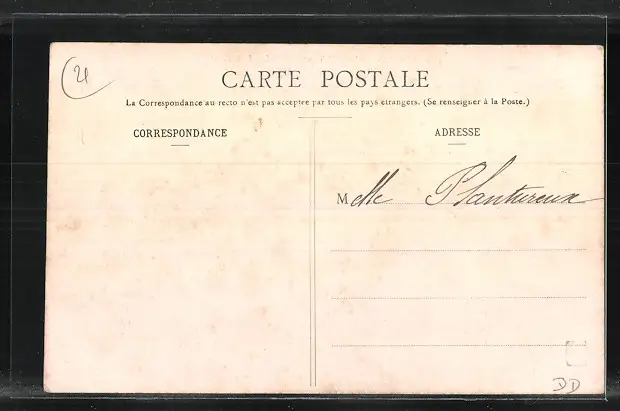 21
CARTE POSTALE
La Correspondance au recto n'est pas acceptée par tous les pays étrangers. (Se renseigner à la Poste.)
CORRESPONDANCE
ADRESSE
Melle Plantureux
DD